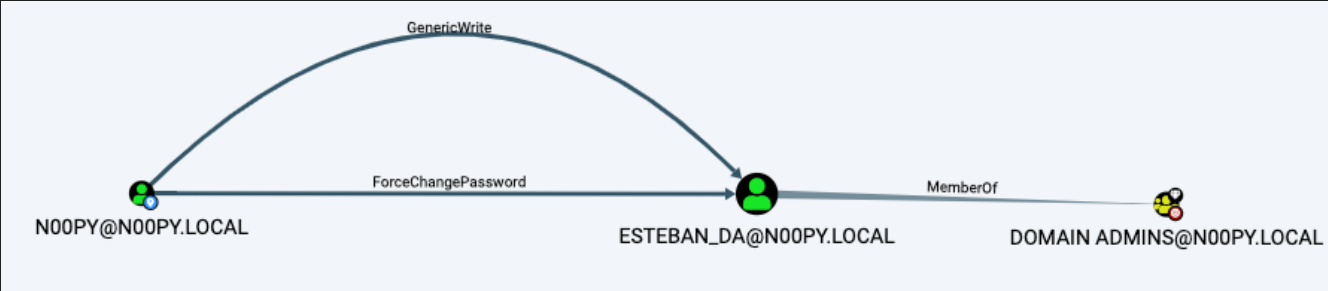 GenericWrite
ForceChangePassword
MemberOf
N00PY@N00PY.LOCAL
ESTEBAN_DA@N00PY.LOCAL
DOMAIN ADMINS@N00PY.LOCAL